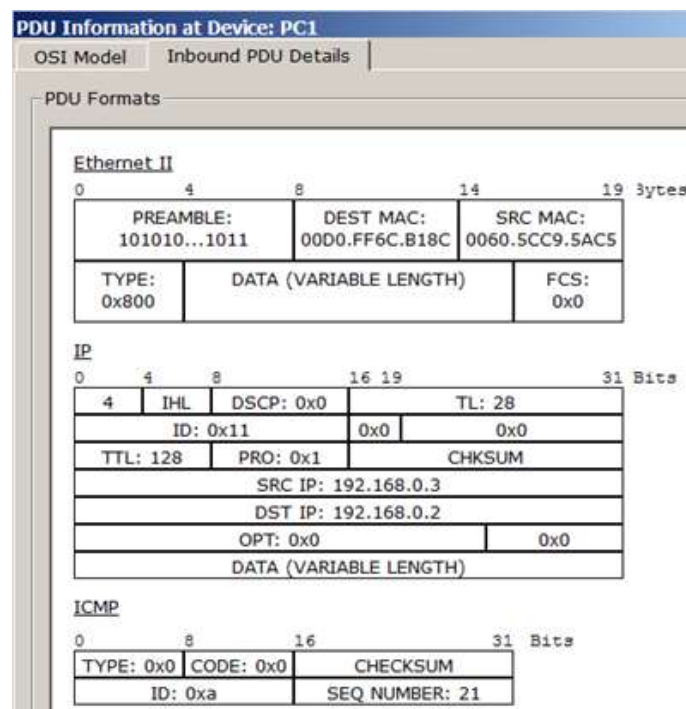 PDU Information at Device: PC1
OSI Model Inbound PDU Details
PDU Formats
Ethernet II
0 4 8 14 19 Bytes
PREAMBLE: DEST MAC: SRC MAC:
101010...1011 00D0.FF6C.B18C 0060.5CC9.5AC5
TYPE: DATA (VARIABLE LENGTH) FCS:
0x800 0x0
IP
0 4 8 16 19 31 Bits
4 IHL DSCP: 0x0 TL: 28
ID: 0x11 0x0 0x0
TTL: 128 PRO: 0x1 CHKSUM
SRC IP: 192.168.0.3
DST IP: 192.168.0.2
OPT: 0x0 0x0
DATA (VARIABLE LENGTH)
ICMP
0 8 16 31 Bits
TYPE: 0x0 CODE: 0x0 CHECKSUM
ID: 0xa SEQ NUMBER: 21